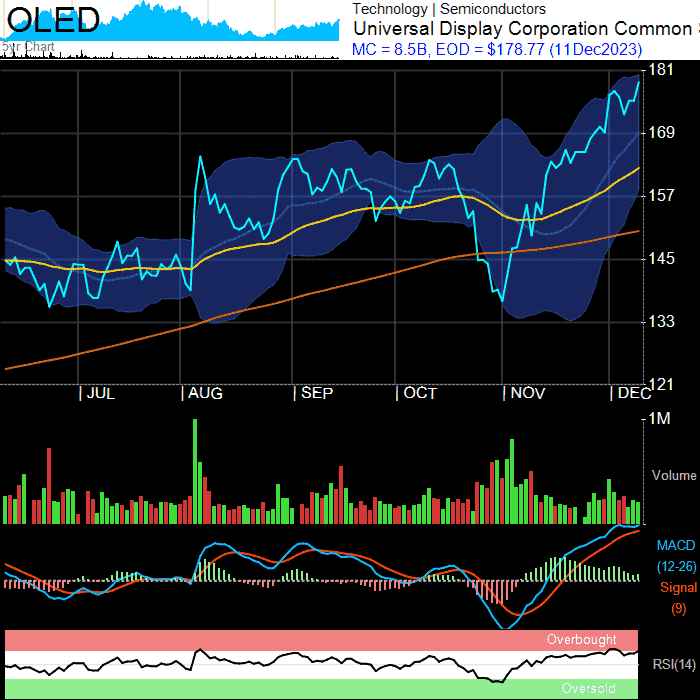 OLED
5yr Chart
Technology | Semiconductors
Universal Display Corporation Common
MC = 8.5B, EOD = $178.77 (11Dec2023)
181
169
157
145
133
121
JUL AUG SEP OCT NOV DEC
1M
Volume
MACD
(12-26)
Signal
(9)
Overbought
RSI(14)
Oversold